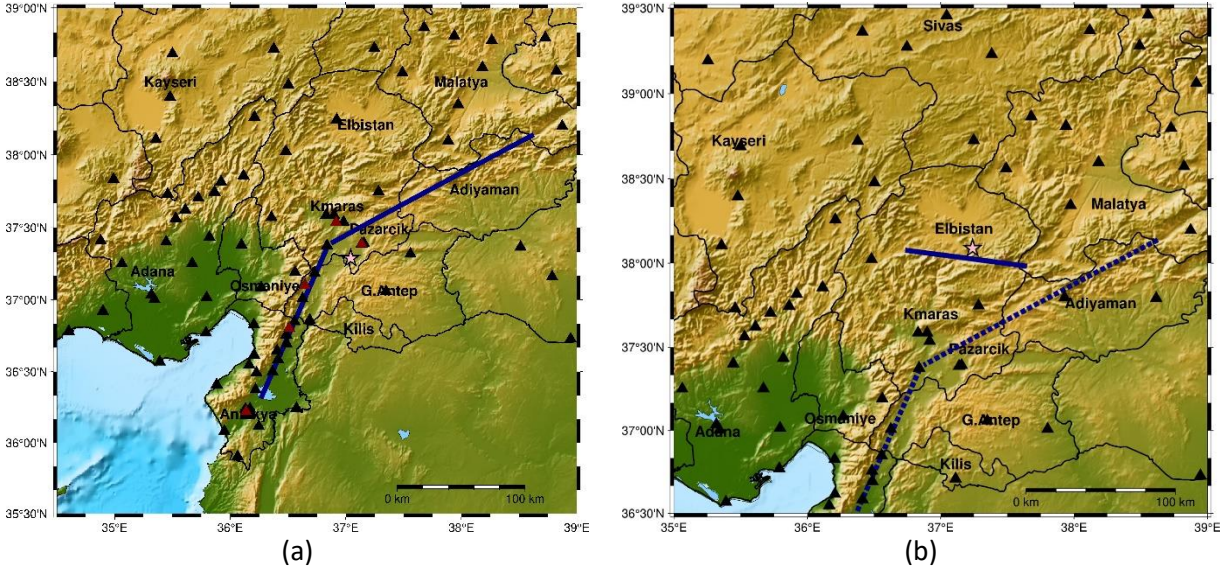 39°00'N
38°30'N
38°00'N
37°30'N
37°00'N
36°30'N
36°00'N
35°30'N
35°E
36°E
37°E
38°E
39°E
Kayseri
Malatya
Elbistan
Adiyaman
Kmaras
Pazarcik
Adana
Osmaniye
G.Antep
Kilis
0 km
100 km
(a)
39°30'N
39°00'N
38°30'N
38°00'N
37°30'N
37°00'N
36°30'N
35°E
36°E
37°E
38°E
39°E
Sivas
Kayseri
Elbistan
Malatya
Adiyaman
Kmaras
Pazarcik
Osmaniye
G.Antep
Adana
Kilis
0 km
100 km
(b)